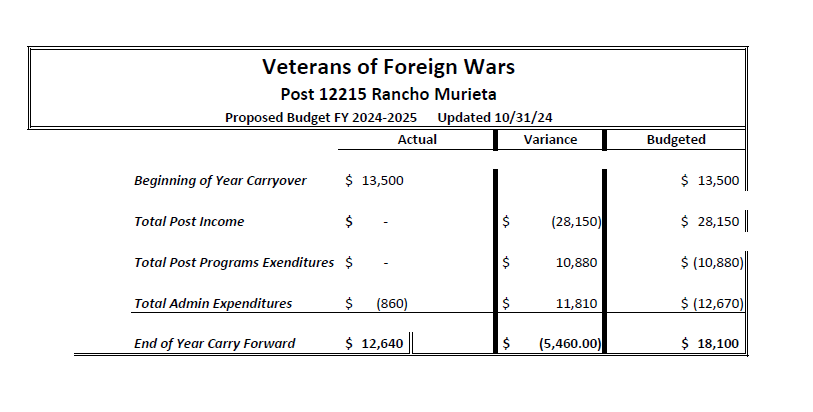 Veterans of Foreign Wars
Post 12215 Rancho Murieta
Proposed Budget FY 2024-2025 Updated 10/31/24
Actual Variance Budgeted
Beginning of Year Carryover $ 13,500 $ 13,500
Total Post Income $ - $ (28,150) $ 28,150
Total Post Programs Exenditures $ - $ 10,880 $ (10,880)
Total Admin Expenditures $ (860) $ 11,810 $ (12,670)
End of Year Carry Forward $ 12,640 $ (5,460.00) $ 18,100